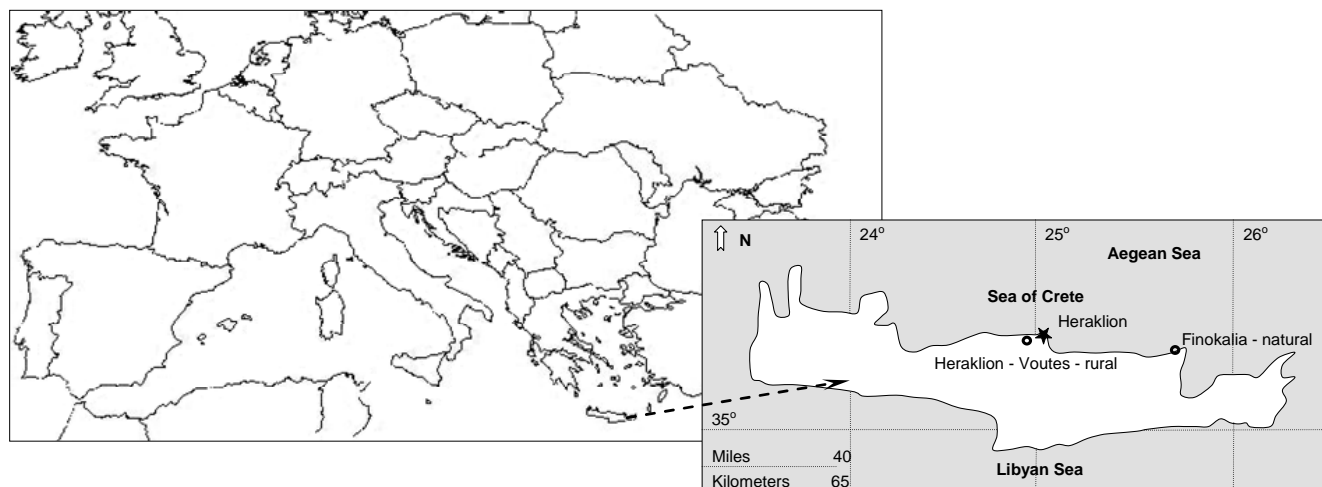 24°
25°
26°
N
Aegean Sea
Sea of Crete
Heraklion
Finokalia - natural
Heraklion - Voutes - rural
35°
Miles 40
Libyan Sea
Kilometers 65